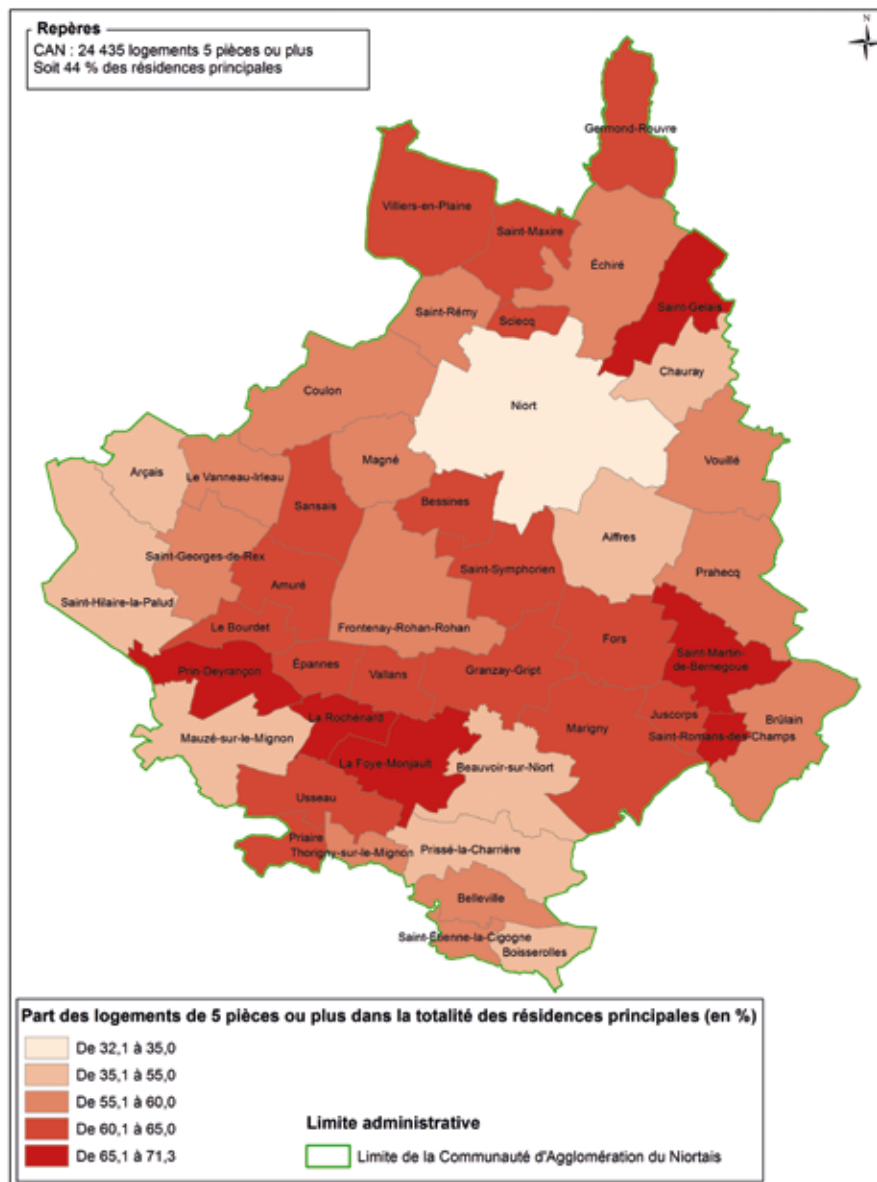 Repères
CAN : 24 435 logements 5 pièces ou plus
Soit 44 % des résidences principales
N
Germond-Rouvre
Villiers-en-Plaine
Saint-Maxire
Échiré
Saint-Gelais
Saint-Rémy
Sciecq
Chauray
Coulon
Niort
Vouillé
Magné
Arçais
Le Vanneau-Irleau
Sansais
Bessines
Aiffres
Saint-Georges-de-Rex
Saint-Symphorien
Prahecq
Amuré
Saint-Hilaire-la-Palud
Le Bourdet
Frontenay-Rohan-Rohan
Fors
Saint-Martin-
de-Bernegoue
Épannes
Vallans
Granzay-Gript
Prin-Deyrançon
La Rochénard
Juscorps
Brûlain
Marigny
Saint-Romans-des-Champs
Mauzé-sur-le-Mignon
La Foye-Monjault
Beauvoir-sur-Niort
Usseau
Priaire
Thorigny-sur-le-Mignon
Prissé-la-Charrière
Belleville
Saint-Étienne-la-Cigogne
Boisserolles
Part des logements de 5 pièces ou plus dans la totalité des résidences principales (en %)
De 32,1 à 35,0
De 35,1 à 55,0
De 55,1 à 60,0
De 60,1 à 65,0
De 65,1 à 71,3
Limite administrative
Limite de la Communauté d'Agglomération du Niortais